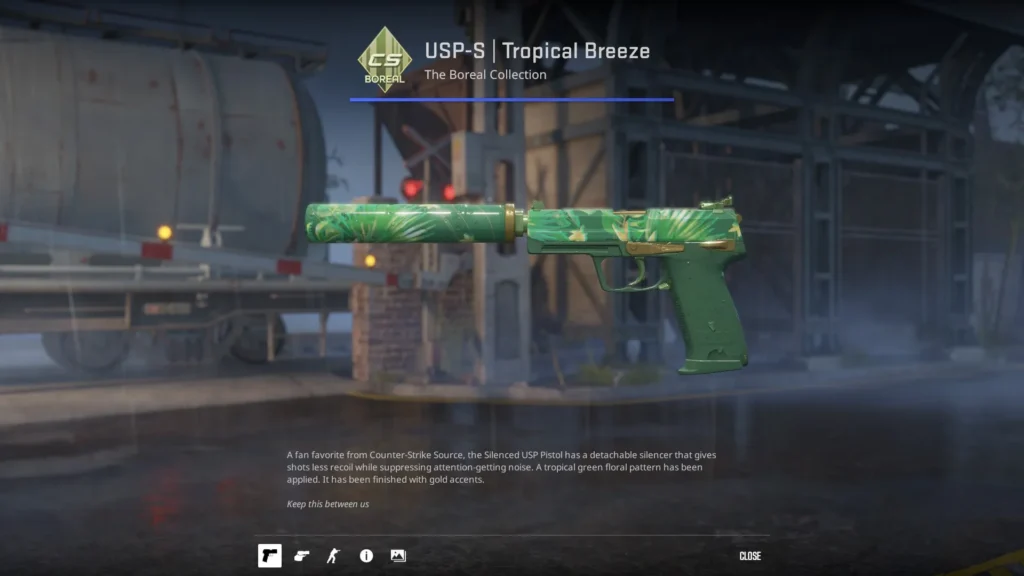 CS
BOREAL
USP-S | Tropical Breeze
The Boreal Collection
A fan favorite from Counter-Strike Source, the Silenced USP Pistol has a detachable silencer that gives
shots less recoil while suppressing attention-getting noise. A tropical green floral pattern has been
applied. It has been finished with gold accents.
Keep this between us
CLOSE